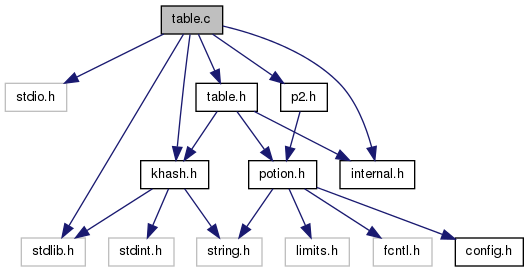 table.c
stdio.h
table.h
p2.h
khash.h
potion.h
internal.h
stdlib.h
stdint.h
string.h
limits.h
fcntl.h
config.h